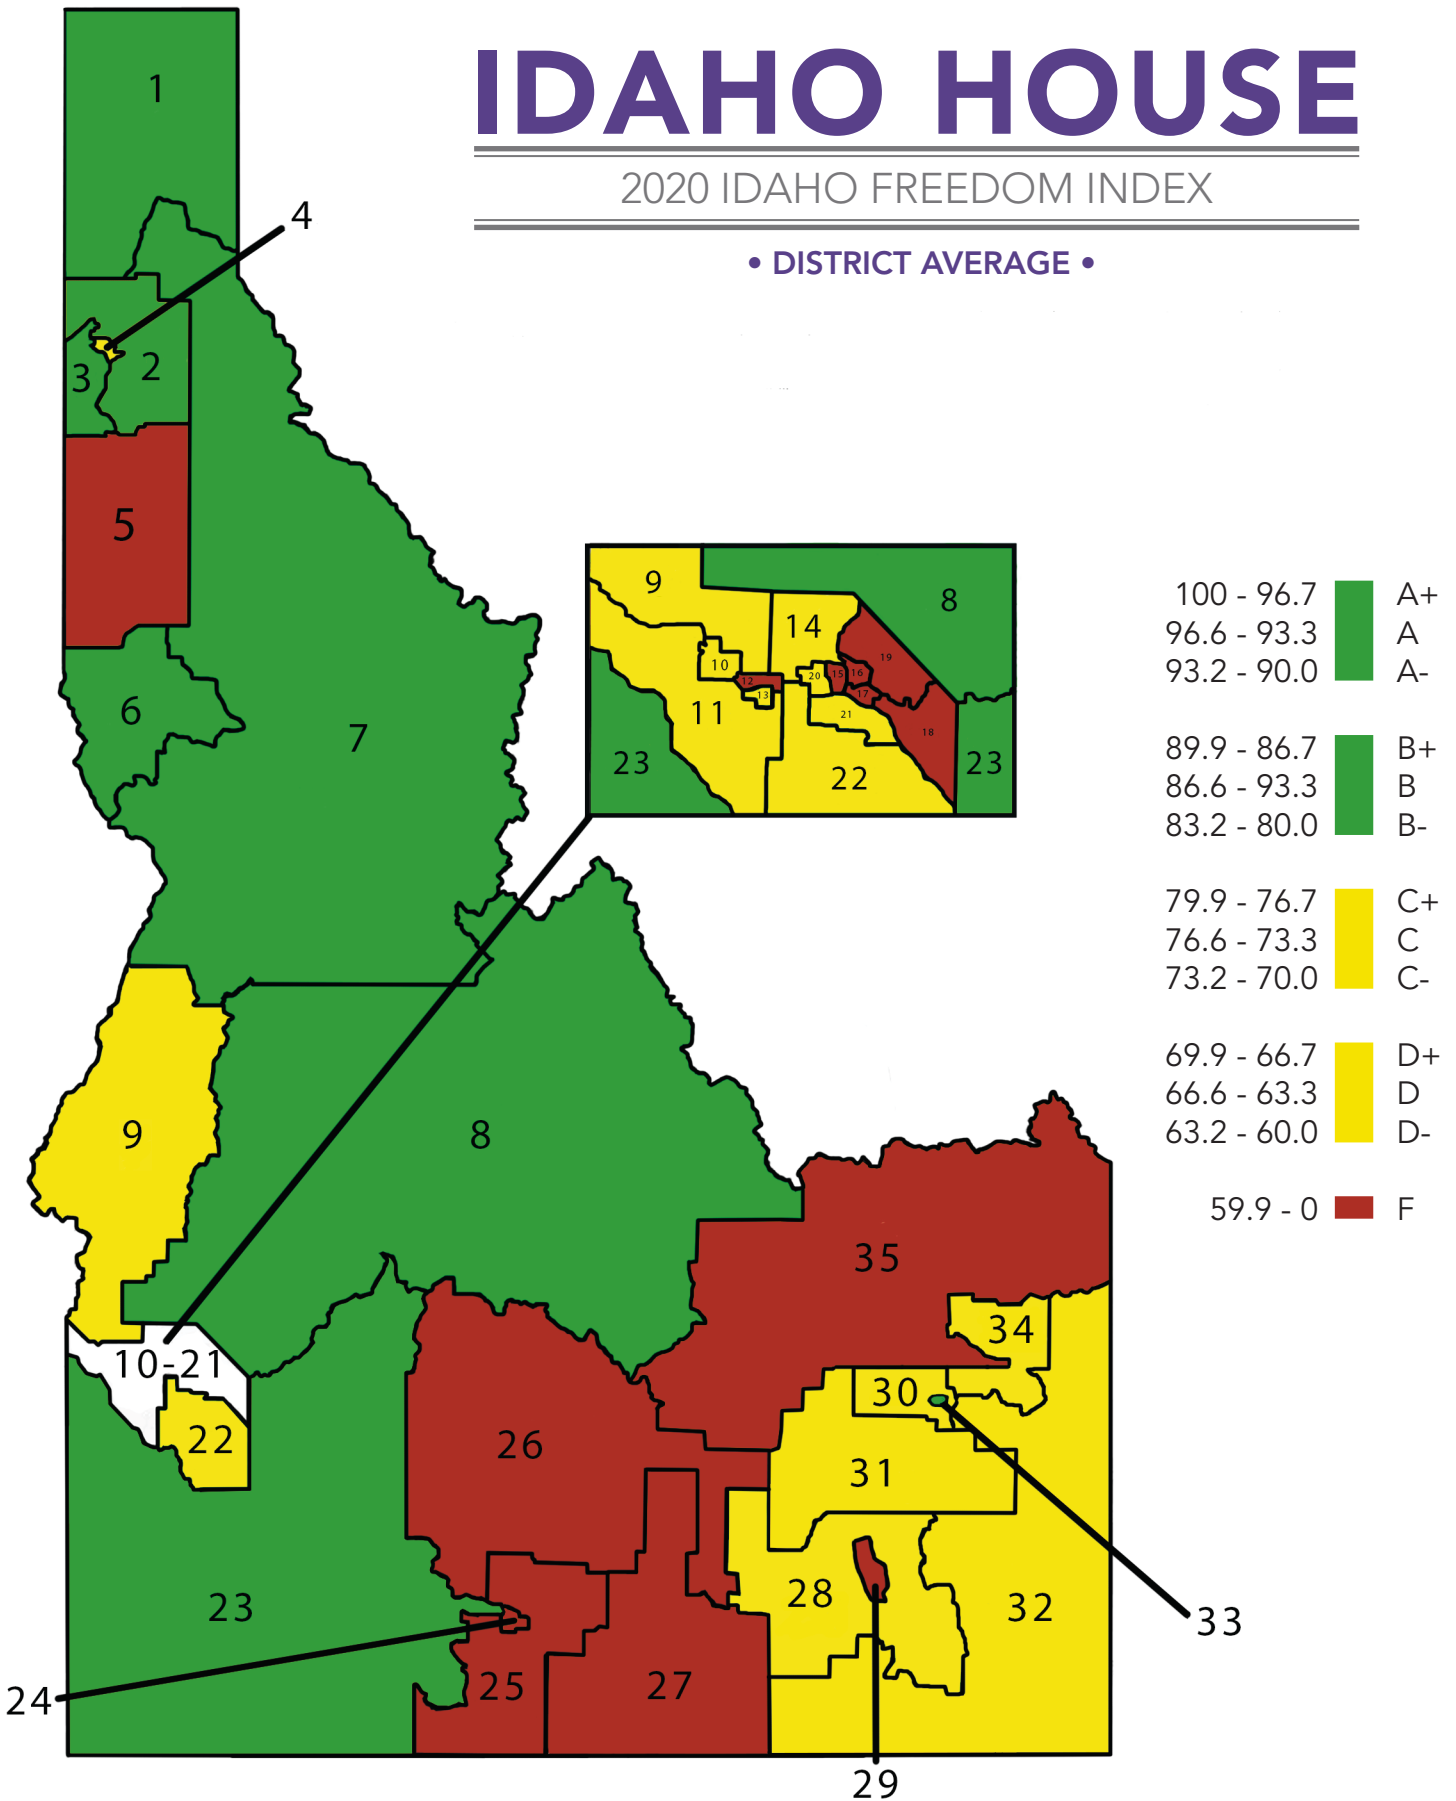 IDAHO HOUSE
2020 IDAHO FREEDOM INDEX
• DISTRICT AVERAGE •
1
4
2
3
5
6
7
9
8
14
19
10
20
15
16
12
13
17
11
21
18
23
22
23
100 - 96.7 A+
96.6 - 93.3 A
93.2 - 90.0 A-
89.9 - 86.7 B+
86.6 - 93.3 B
83.2 - 80.0 B-
79.9 - 76.7 C+
76.6 - 73.3 C
73.2 - 70.0 C-
69.9 - 66.7 D+
66.6 - 63.3 D
63.2 - 60.0 D-
59.9 - 0 F
9
8
35
34
10-21
30
22
26
31
28
23
32
33
24
25
27
29